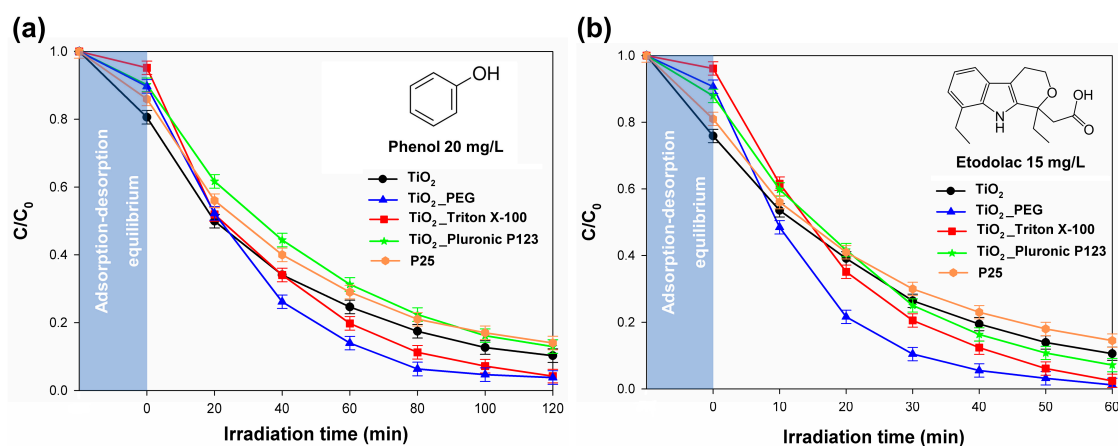 (a)
1.0
0.8
0.6
0.4
0.2
0.0
C/C0
Adsorption-desorption
equilibrium
OH
Phenol 20 mg/L
TiO2
TiO2_PEG
TiO2_Triton X-100
TiO2_Pluronic P123
P25
0 20 40 60 80 100 120
Irradiation time (min)
(b)
1.0
0.8
0.6
0.4
0.2
0.0
C/C0
Adsorption-desorption
equilibrium
O
OH
NH
O
Etodolac 15 mg/L
TiO2
TiO2_PEG
TiO2_Triton X-100
TiO2_Pluronic P123
P25
0 10 20 30 40 50 60
Irradiation time (min)